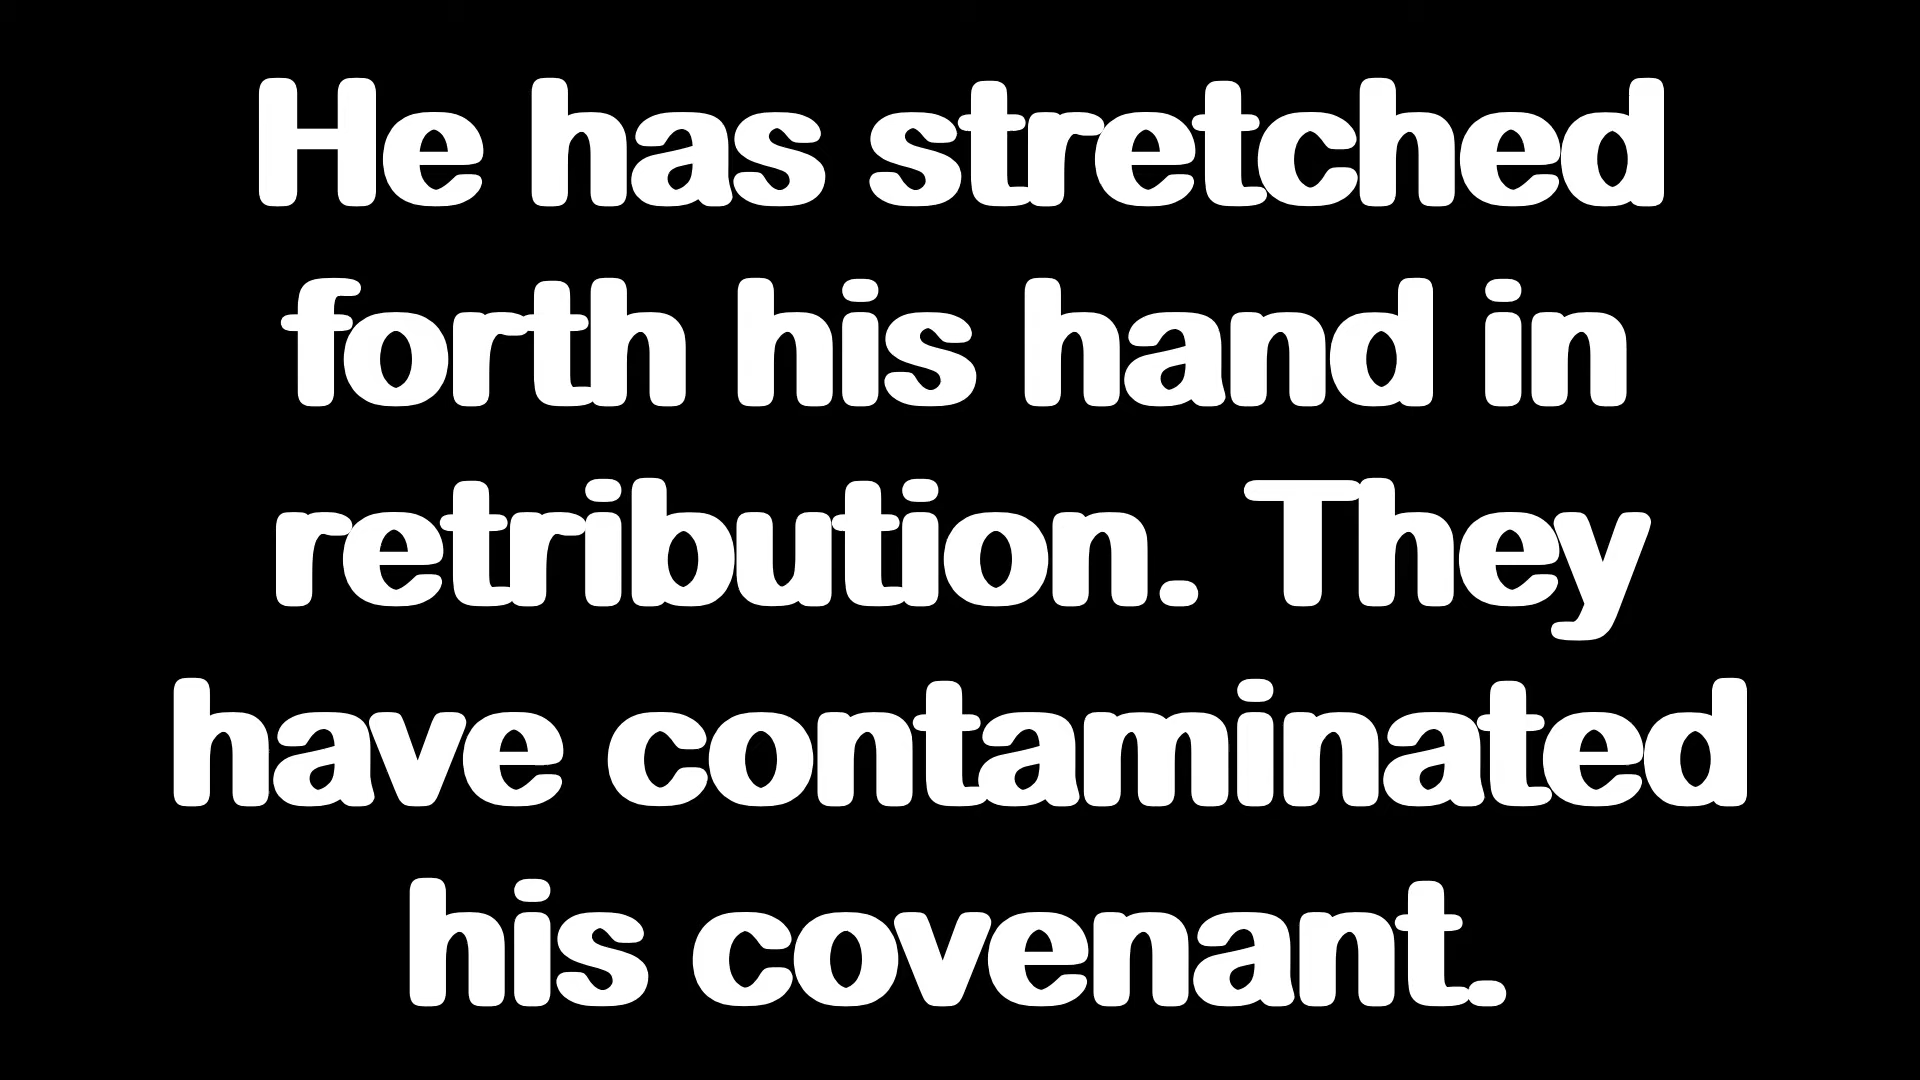 He has stretched
forth his hand in
retribution. They
have contaminated
his covenant.